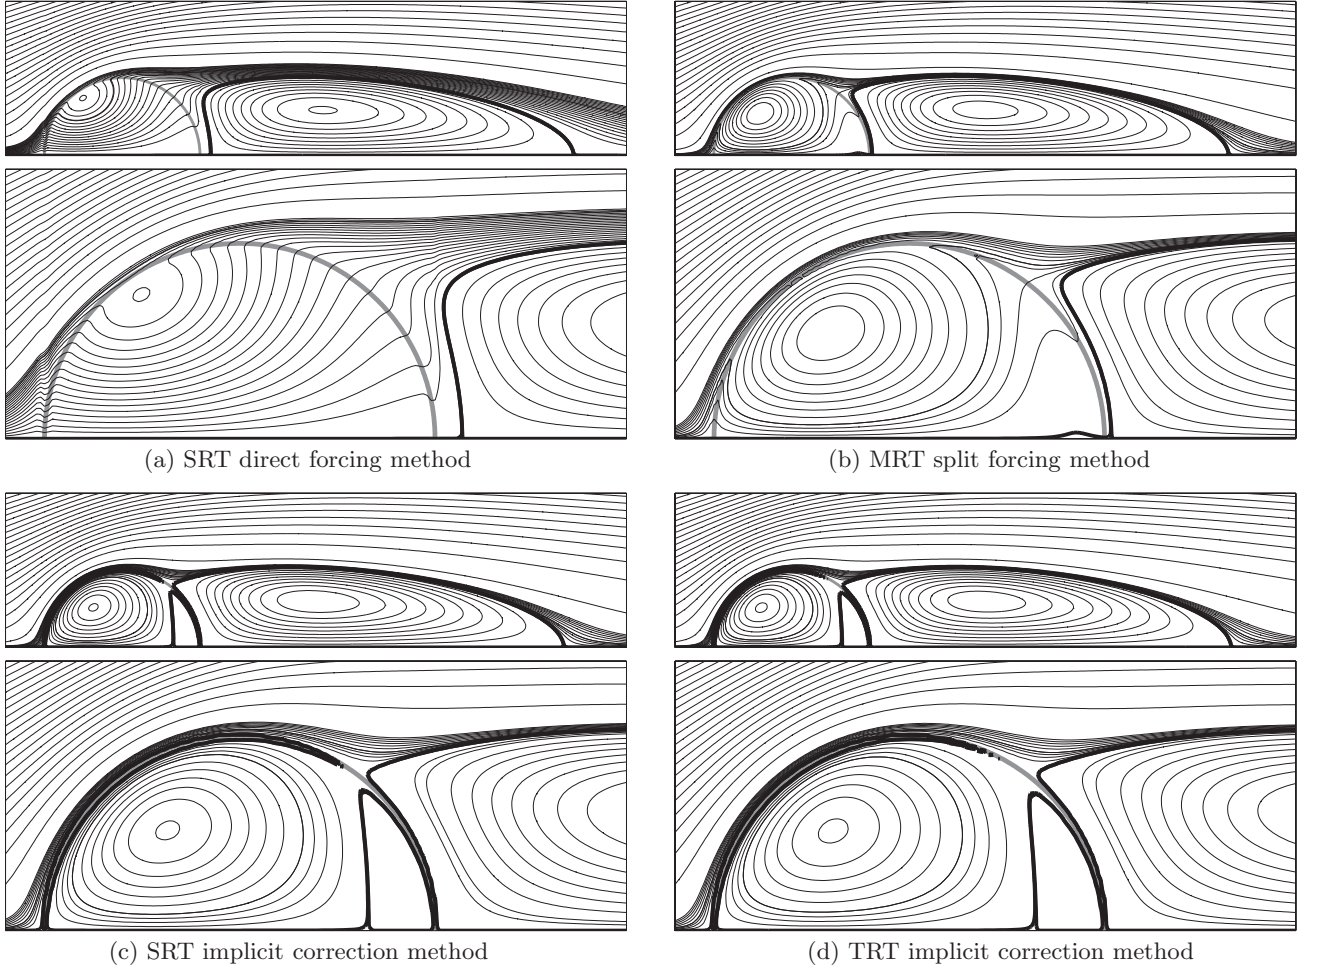 (a) SRT direct forcing method
(b) MRT split forcing method
(c) SRT implicit correction method
(d) TRT implicit correction method